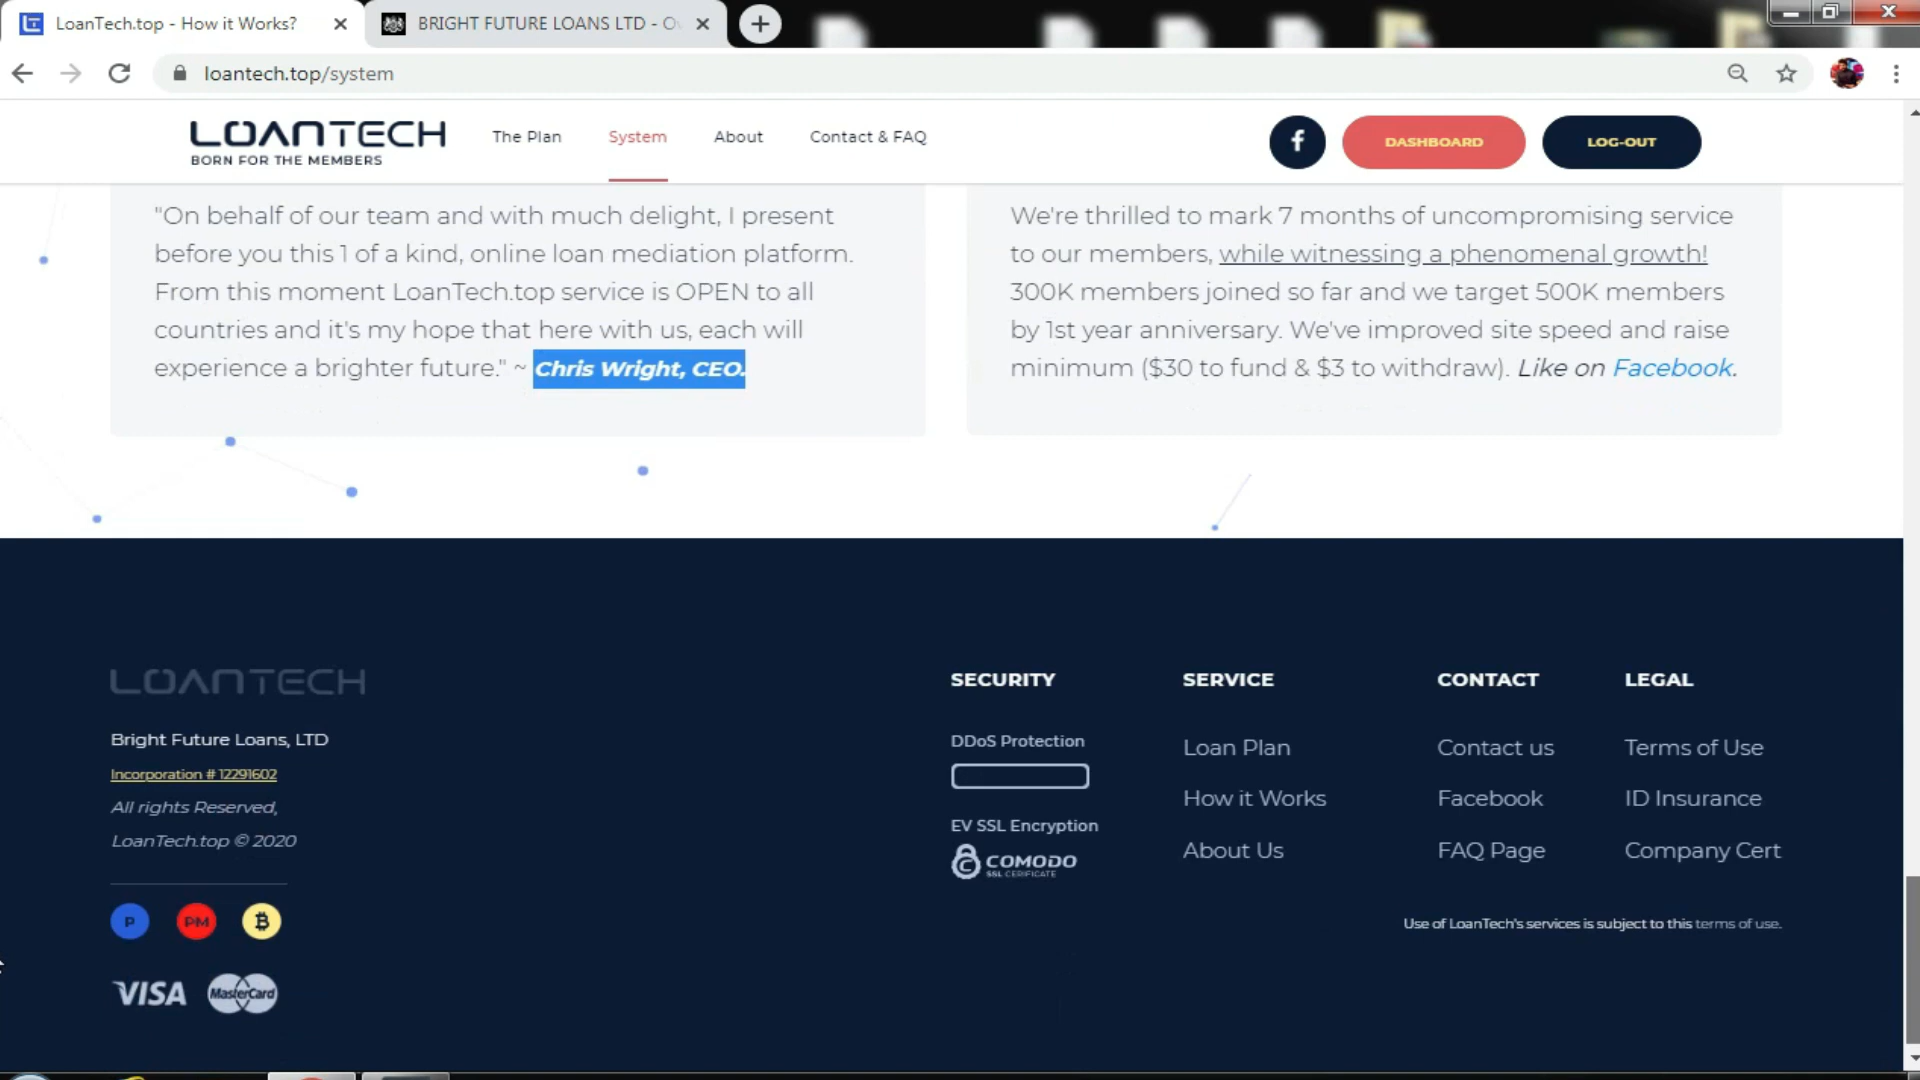 LoanTech.top - How it Works?
BRIGHT FUTURE LOANS LTD - Ov
loantech.top/system
LOANTECH
BORN FOR THE MEMBERS
The Plan
System
About
Contact & FAQ
DASHBOARD
LOG-OUT
"On behalf of our team and with much delight, I present
before you this 1 of a kind, online loan mediation platform.
From this moment LoanTech.top service is OPEN to all
countries and it's my hope that here with us, each will
experience a brighter future." ~ Chris Wright, CEO.
We're thrilled to mark 7 months of uncompromising service
to our members, while witnessing a phenomenal growth!
300K members joined so far and we target 500K members
by 1st year anniversary. We've improved site speed and raise
minimum ($30 to fund & $3 to withdraw). Like on Facebook.
LOANTECH
Bright Future Loans, LTD
Incorporation # 12291602
All rights Reserved,
LoanTech.top © 2020
P
PM
VISA
MasterCard
SECURITY
DDoS Protection
EV SSL Encryption
COMODO
SSL CERIFICATE
SERVICE
Loan Plan
How it Works
About Us
CONTACT
Contact us
Facebook
FAQ Page
LEGAL
Terms of Use
ID Insurance
Company Cert
Use of LoanTech's services is subject to this terms of use.